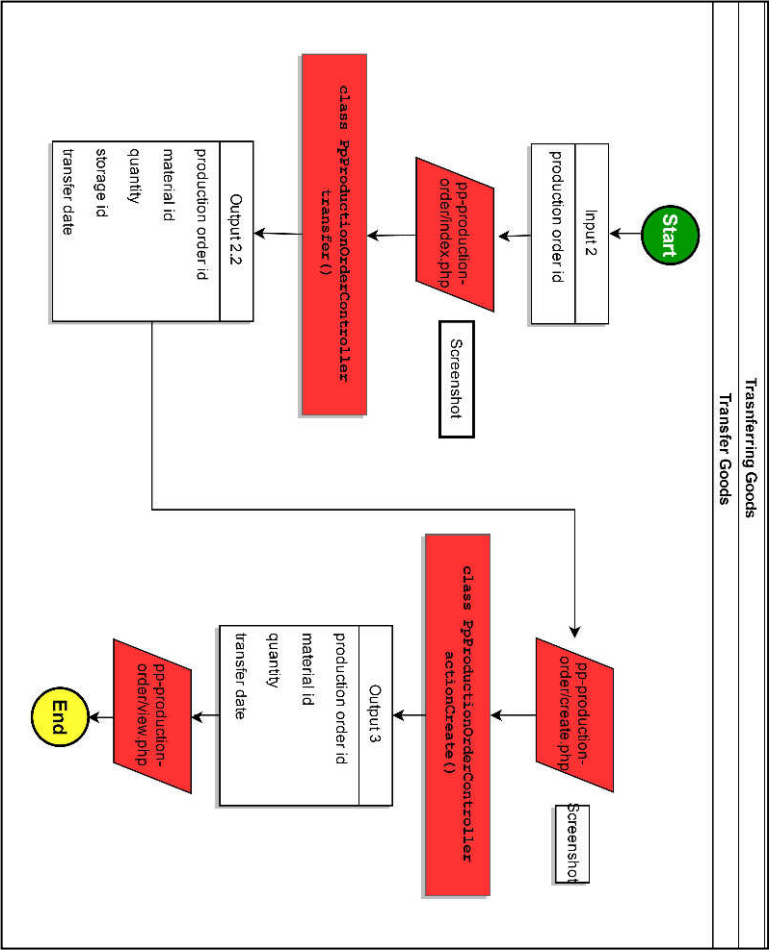 Trasnferring Goods
Transfer Goods
Start
Input 2
production order id
pp-production-
order/index.php
Screenshot
class PpProductionOrderController
transfer()
Output 2.2
production order id
material id
quantity
storage id
transfer date
pp-production-
order/create.php
Screenshot
class PpProductionOrderController
actionCreate()
Output 3
production order id
material id
quantity
transfer date
pp-production-
order/view.php
End